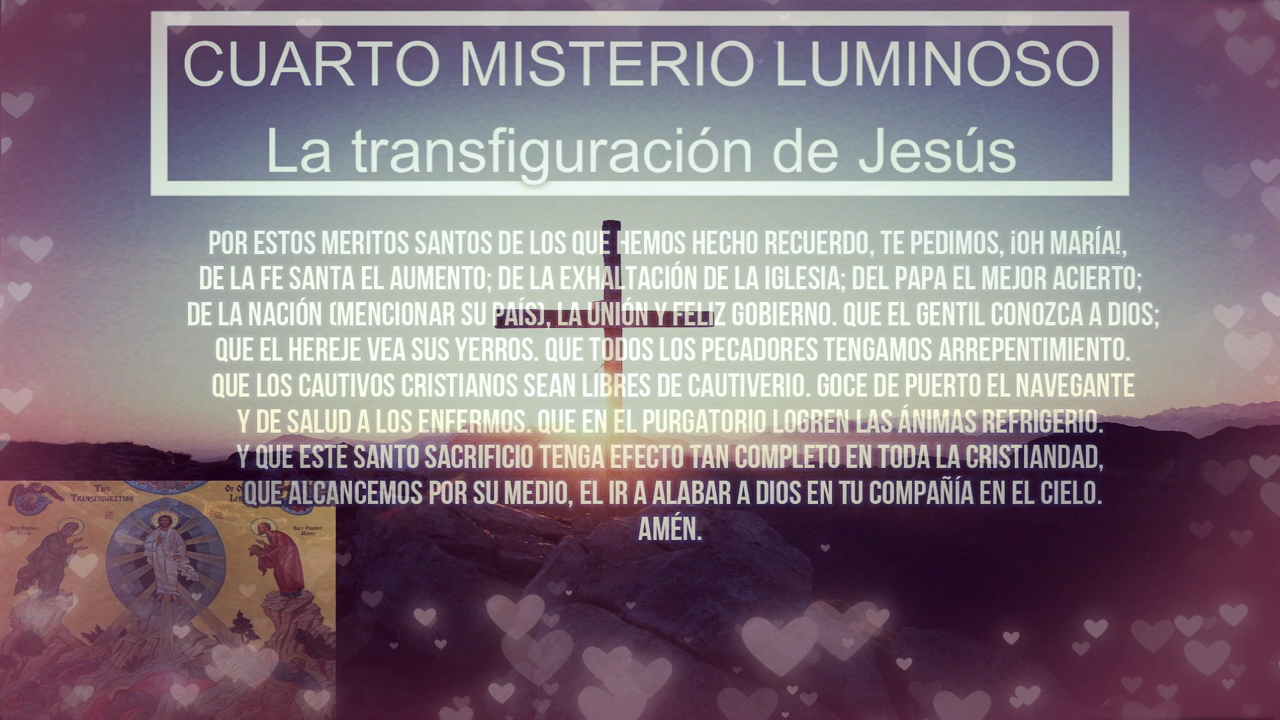 CUARTO MISTERIO LUMINOSO
La transfiguración de Jesús
POR ESTOS MERITOS SANTOS DE LOS QUE HEMOS HECHO RECUERDO, TE PEDIMOS, ¡OH MARÍA!,
DE LA FE SANTA EL AUMENTO; DE LA EXHALTACIÓN DE LA IGLESIA; DEL PAPA EL MEJOR ACIERTO;
DE LA NACIÓN (MENCIONAR SU PAÍS), LA UNIÓN Y FELIZ GOBIERNO. QUE EL GENTIL CONOZCA A DIOS;
QUE EL HEREJE VEA SUS YERROS. QUE TODOS LOS PECADORES TENGAMOS ARREPENTIMIENTO.
QUE LOS CAUTIVOS CRISTIANOS SEAN LIBRES DE CAUTIVERIO. GOCE DE PUERTO EL NAVEGANTE
Y DE SALUD A LOS ENFERMOS. QUE EN EL PURGATORIO LOGREN LAS ÁNIMAS REFRIGERIO.
Y QUE ESTE SANTO SACRIFICIO TENGA EFECTO TAN COMPLETO EN TODA LA CRISTIANDAD,
QUE ALCANCEMOS POR SU MEDIO, EL IR A ALABAR A DIOS EN TU COMPAÑÍA EN EL CIELO.
AMÉN.
THE
TRANSFIGURATION